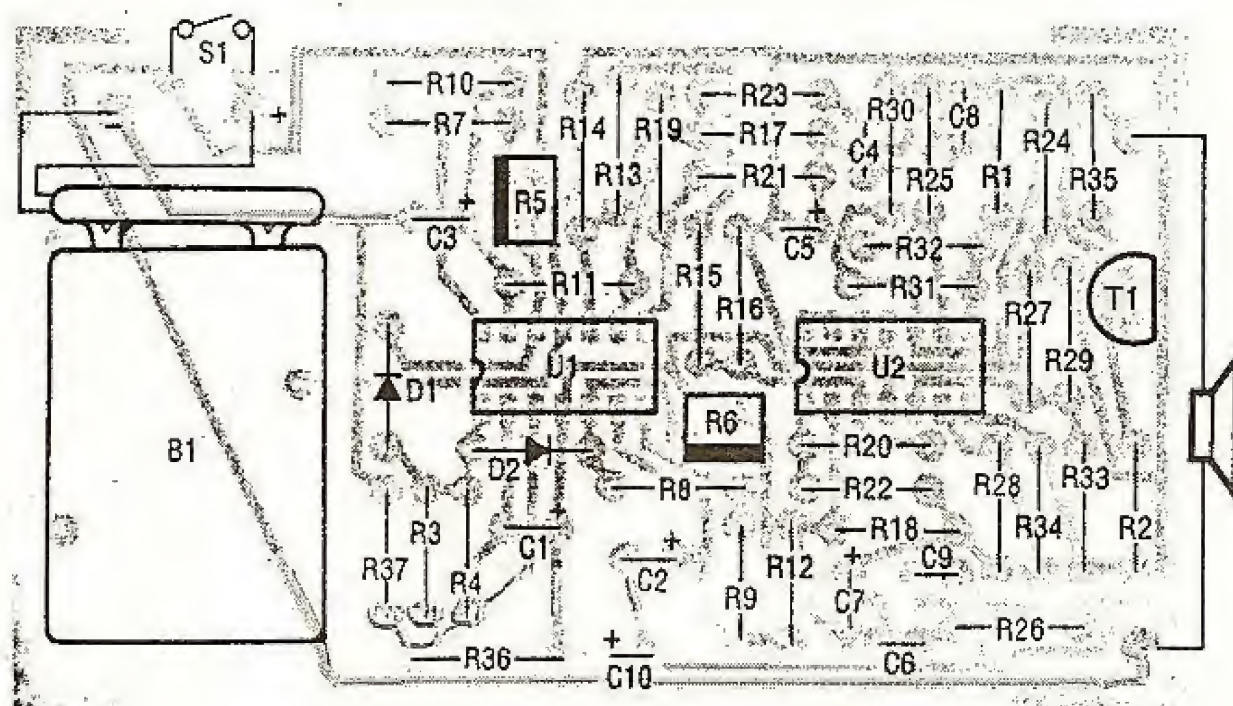 S1
+
R10
R7
R5
C3 +
R14
R13
R19
R23
R17
R21
C4
R30
R25
C8
R1
R24
R35
R11
R15
R16
C5 +
R32
R31
R27
R29
T1
U1
U2
D1
D2
B1
R6
R8
R20
R22
R18
R28
R34
R33
R2
R37
R3
R4
C1 +
C2 +
R9
R12
C7 +
C9
R36
C10 +
C6
R26